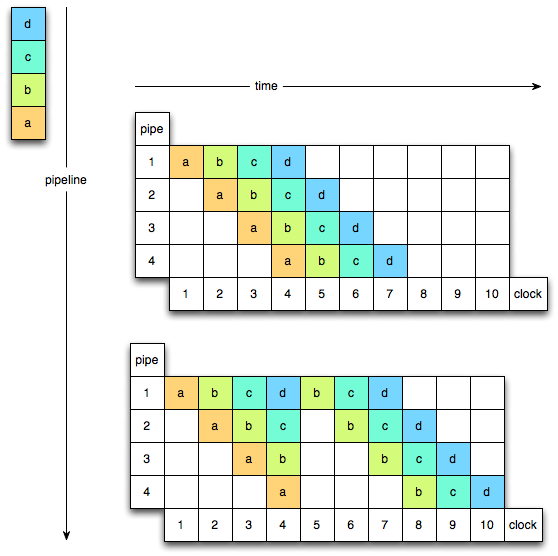 d
c
b
a
pipeline
time
pipe
1 a b c d
2 a b c d
3 a b c d
4 a b c d
1 2 3 4 5 6 7 8 9 10 clock
pipe
1 a b c d b c d
2 a b c b c d
3 a b b c d
4 a b c d
1 2 3 4 5 6 7 8 9 10 clock